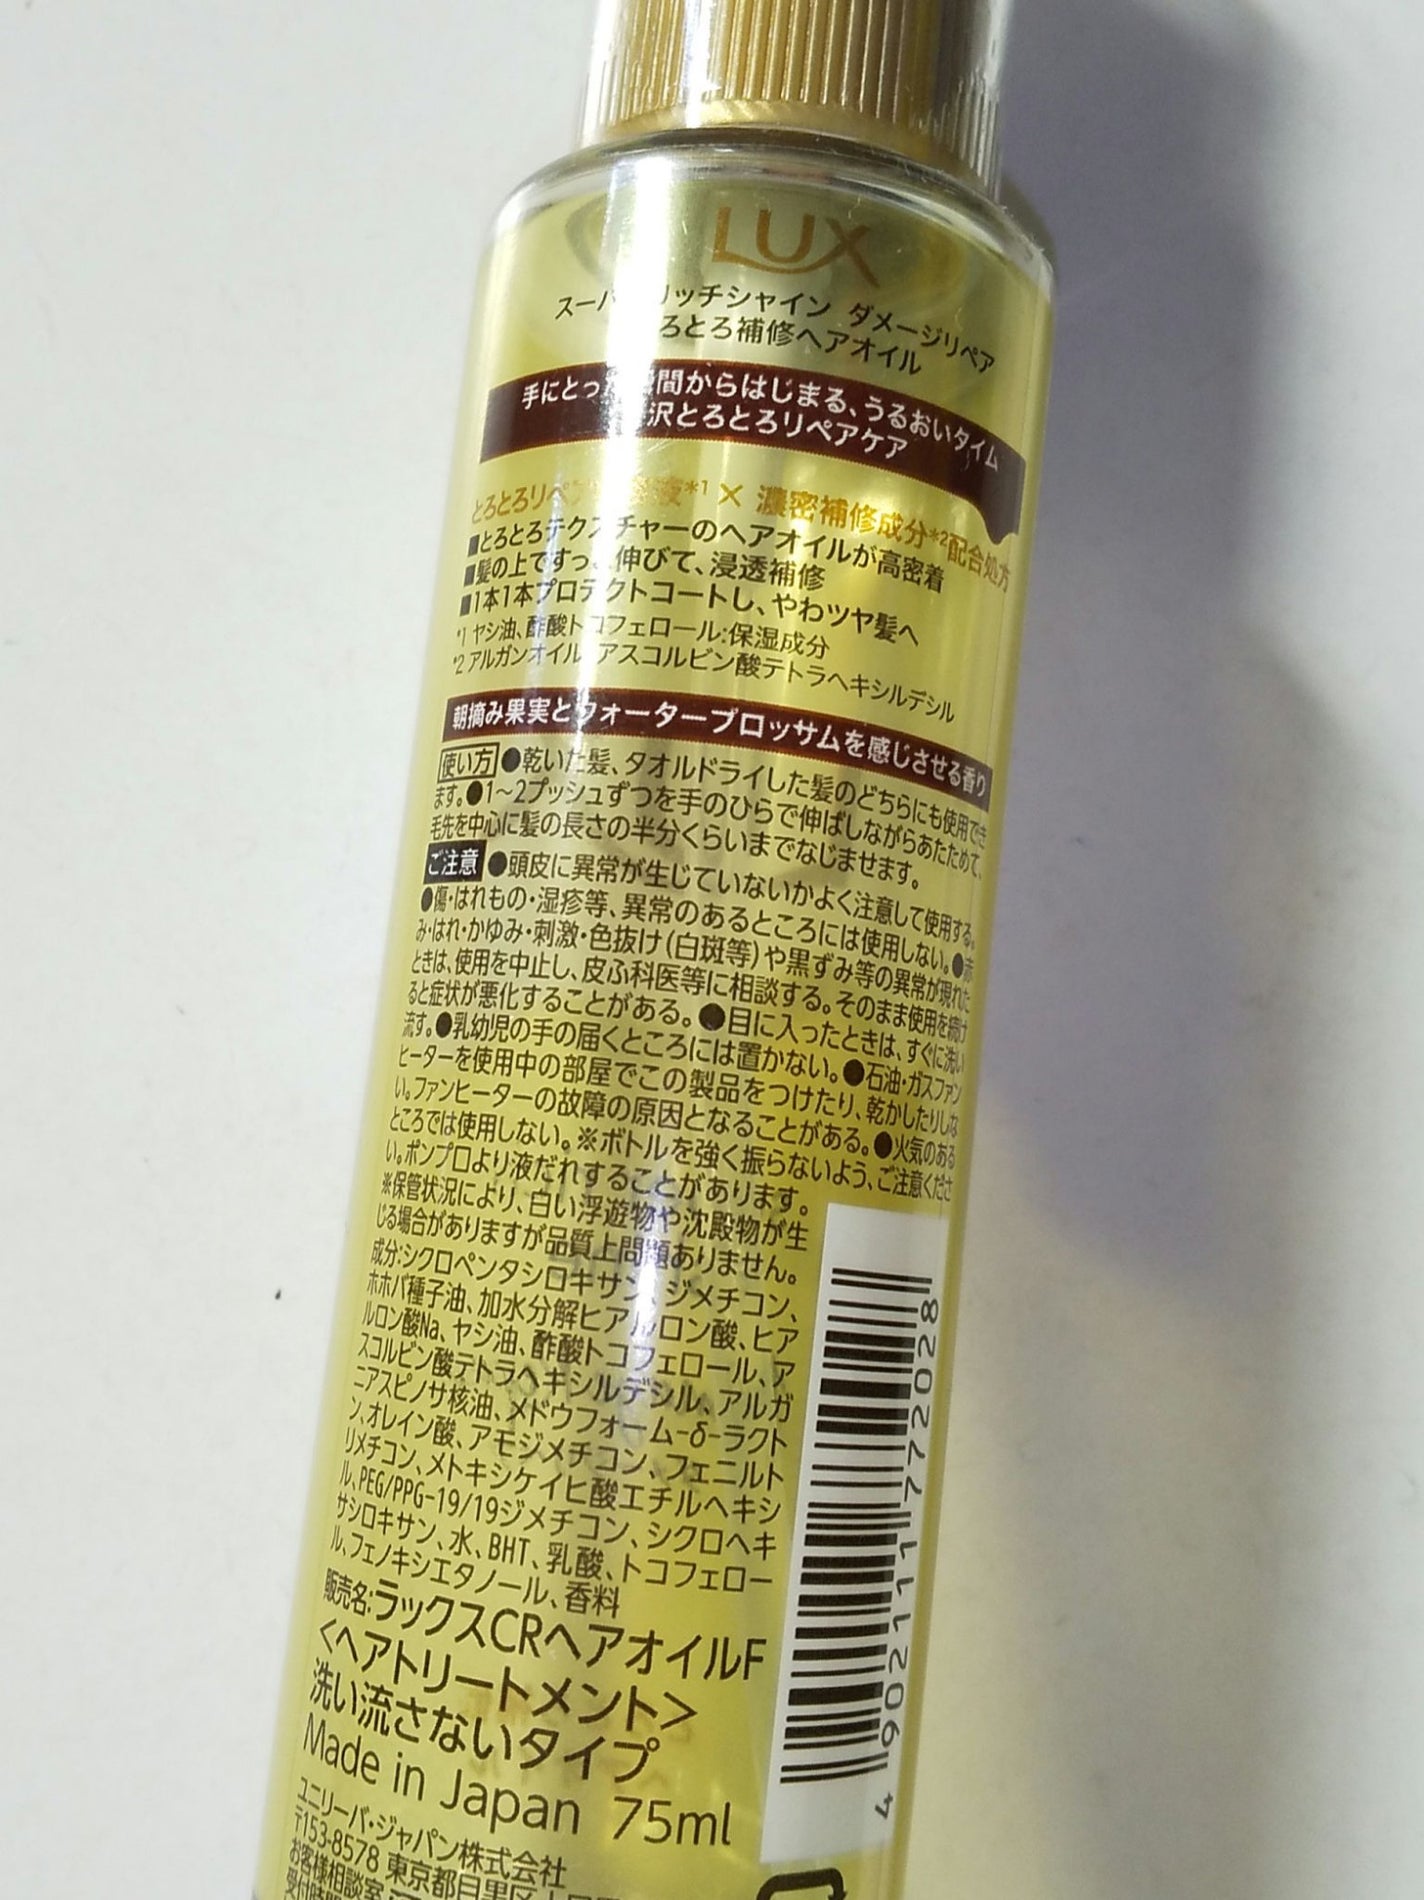 LUX
スーパーリッチシャイン ダメージリペア
ろとろ補修ヘアオイル
手にとった瞬間からはじまる、うるおいタイム
沢とろとろリペアケア
とろとろリペア 液*1 × 濃密補修成分*2配合処方
■とろとろテクスチャーのヘアオイルが高密着
■髪の上ですっと伸びて、浸透補修
■1本1本プロテクトコートし、やわツヤ髪へ
*1 ヤシ油、酢酸トコフェロール:保湿成分
*2 アルガンオイル、アスコルビン酸テトラヘキシルデシル
朝摘み果実とウォーターブロッサムを感じさせる香り
使い方 ●乾いた髪、タオルドライした髪のどちらにも使用でき
ます。●1~2プッシュずつを手のひらで伸ばしながらあたためて、
毛先を中心に髪の長さの半分くらいまでなじませます。
ご注意 ●頭皮に異常が生じていないかよく注意して使用する。
●傷・はれもの・湿疹等、異常のあるところには使用しない。●赤
み・はれ・かゆみ・刺激・色抜け(白斑等)や黒ずみ等の異常が現れた
ときは、使用を中止し、皮ふ科医等に相談する。そのまま使用を続け
ると症状が悪化することがある。●目に入ったときは、すぐに洗い
流す。●乳幼児の手の届くところには置かない。●石油・ガスファン
ヒーターを使用中の部屋でこの製品をつけたり、乾かしたりしな
い。ファンヒーターの故障の原因となることがある。●火気のある
ところでは使用しない。※ボトルを強く振らないよう、ご注意くださ
い。ポンプ口より液だれすることがあります。
※保管状況により、白い浮遊物や沈殿物が生
じる場合がありますが品質上問題ありません。
成分:シクロペンタシロキサン、ジメチコン、
ホホバ種子油、加水分解ヒアルロン酸、ヒア
ルロン酸Na、ヤシ油、酢酸トコフェロール、ア
スコルビン酸テトラヘキシルデシル、アルガ
ニアスピノサ核油、メドウフォーム-δ-ラクト
ン、オレイン酸、アモジメチコン、フェニルト
リメチコン、メトキシケイヒ酸エチルヘキシ
ル、PEG/PPG-19/19ジメチコン、シクロヘキ
サシロキサン、水、BHT、乳酸、トコフェロー
ル、フェノキシエタノール、香料
販売名:ラックスCRヘアオイルF
<ヘアトリートメント>
洗い流さないタイプ
Made in Japan 75ml
ユニリーバ・ジャパン株式会社
〒153-8578 東京都目黒区上目黒
お客様相談室
受付時間
4 902111 772028